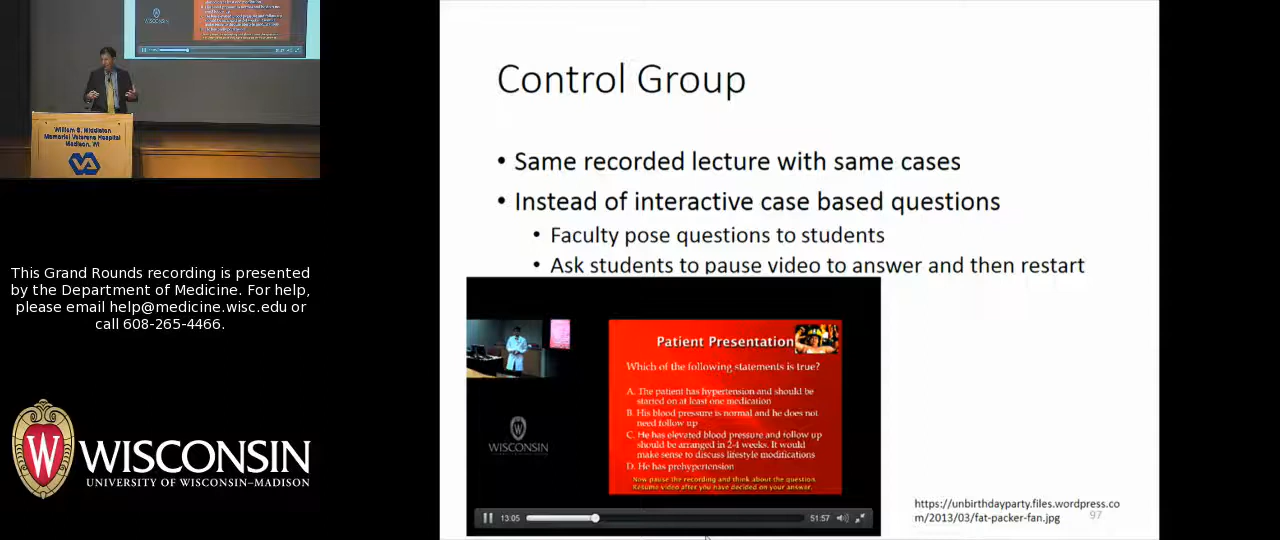 William S. Middleton
Memorial Veterans Hospital
Madison, WI
VA
This Grand Rounds recording is presented
by the Department of Medicine. For help,
please email help@medicine.wisc.edu or
call 608-265-4466.
W WISCONSIN
UNIVERSITY OF WISCONSIN–MADISON
Control Group
• Same recorded lecture with same cases
• Instead of interactive case based questions
• Faculty pose questions to students
• Ask students to pause video to answer and then restart
Patient Presentation
Which of the following statements is true?
A. The patient has hypertension and should be
started on at least one medication
B. His blood pressure is normal and he does not
need follow up
C. He has elevated blood pressure and follow up
should be arranged in 2-4 weeks. It would
make sense to discuss lifestyle modifications
D. He has prehypertension
Now pause the recording and think about the question.
Resume video after you have decided on your answer.
WISCONSIN
13:05
51:57
https://unbirthdayparty.files.wordpress.co
m/2013/03/fat-packer-fan.jpg
97